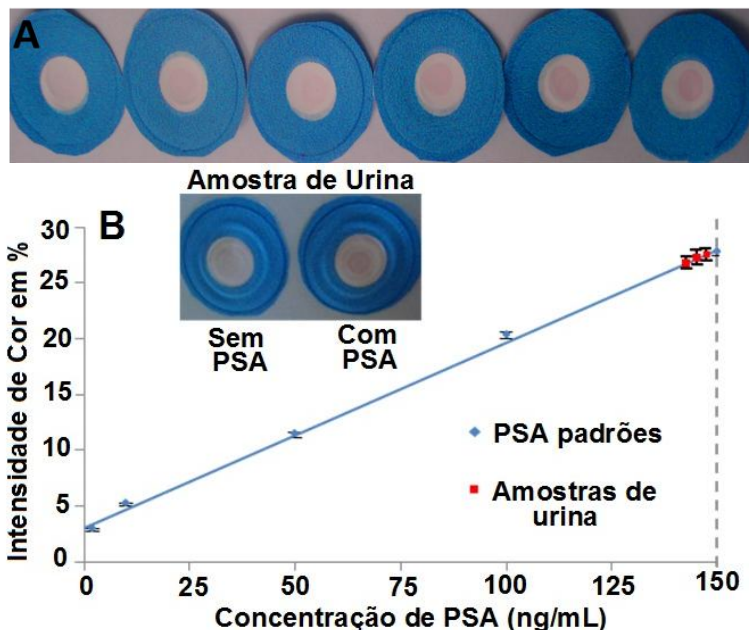 A
Amostra de Urina
B
Sem
PSA
Com
PSA
30
25
20
15
10
5
0
Intensidade de Cor em %
PSA padrões
Amostras de
urina
0
25
50
75
100
125
150
Concentração de PSA (ng/mL)